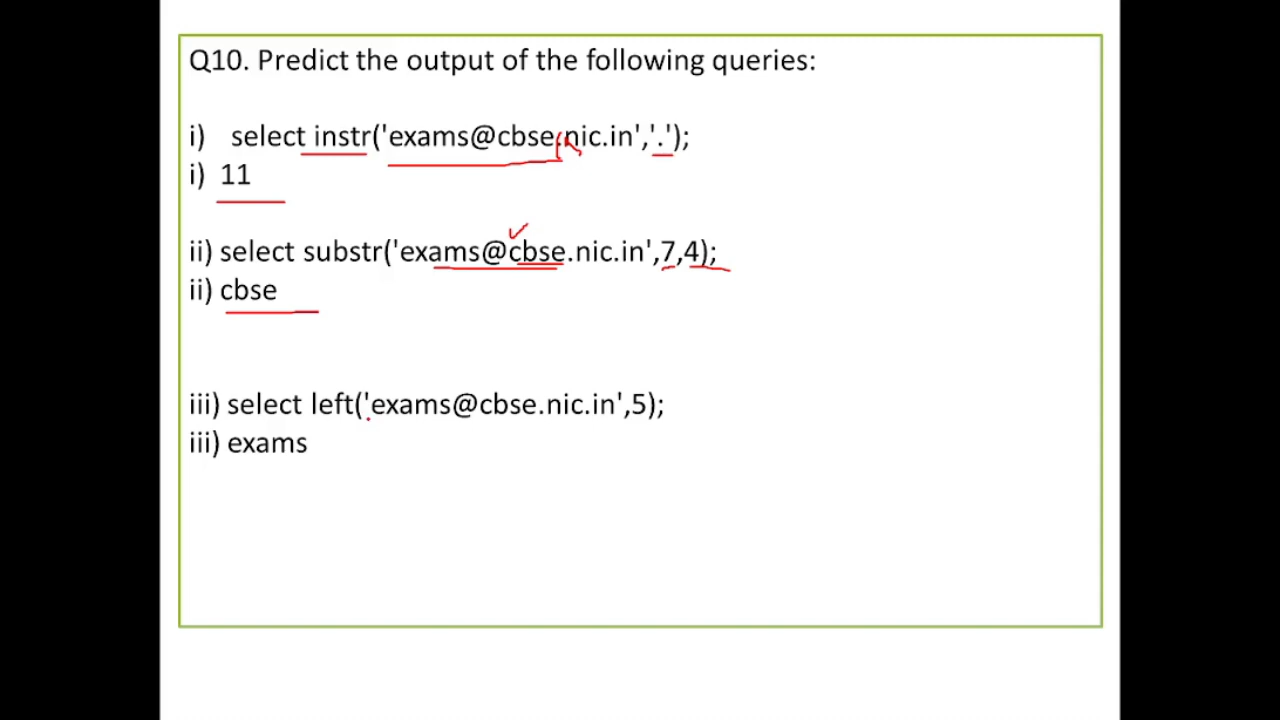 Q10. Predict the output of the following queries:
i) select instr('exams@cbse.nic.in','.');
i) 11
ii) select substr('exams@cbse.nic.in',7,4);
ii) cbse
iii) select left('exams@cbse.nic.in',5);
iii) exams